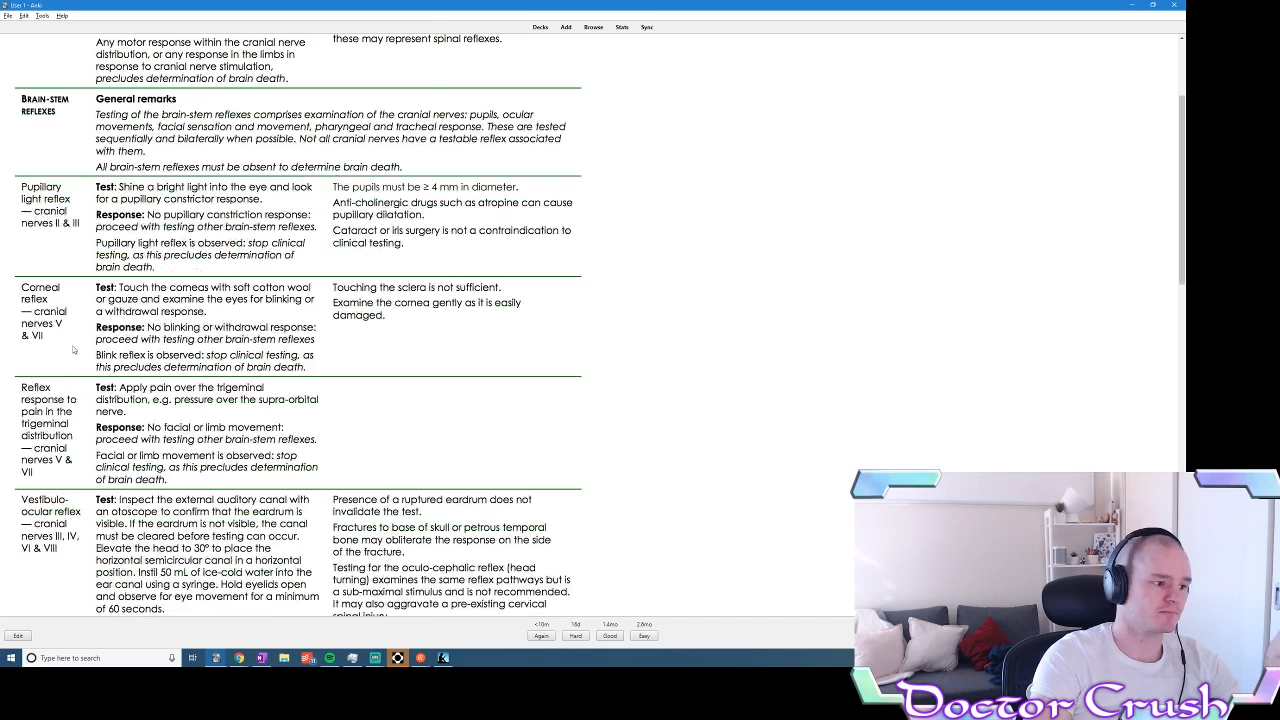 User 1 - Anki
File Edit Tools Help
Decks Add Browse Stats Sync
Any motor response within the cranial nerve
distribution, or any response in the limbs in
response to cranial nerve stimulation,
precludes determination of brain death.
these may represent spinal reflexes.
BRAIN-STEM
REFLEXES
General remarks
Testing of the brain-stem reflexes comprises examination of the cranial nerves: pupils, ocular
movements, facial sensation and movement, pharyngeal and tracheal response. These are tested
sequentially and bilaterally when possible. Not all cranial nerves have a testable reflex associated
with them.
All brain-stem reflexes must be absent to determine brain death.
Pupillary
light reflex
— cranial
nerves II & III
Test: Shine a bright light into the eye and look
for a pupillary constrictor response.
Response: No pupillary constriction response:
proceed with testing other brain-stem reflexes.
Pupillary light reflex is observed: stop clinical
testing, as this precludes determination of
brain death.
The pupils must be ≥ 4 mm in diameter.
Anti-cholinergic drugs such as atropine can cause
pupillary dilatation.
Cataract or iris surgery is not a contraindication to
clinical testing.
Corneal
reflex
— cranial
nerves V
& VII
Test: Touch the corneas with soft cotton wool
or gauze and examine the eyes for blinking or
a withdrawal response.
Response: No blinking or withdrawal response:
proceed with testing other brain-stem reflexes
Blink reflex is observed: stop clinical testing, as
this precludes determination of brain death.
Touching the sclera is not sufficient.
Examine the cornea gently as it is easily
damaged.
Reflex
response to
pain in the
trigeminal
distribution
— cranial
nerves V &
VII
Test: Apply pain over the trigeminal
distribution, e.g. pressure over the supra-orbital
nerve.
Response: No facial or limb movement:
proceed with testing other brain-stem reflexes.
Facial or limb movement is observed: stop
clinical testing, as this precludes determination
of brain death.
Vestibulo-
ocular reflex
— cranial
nerves III, IV,
VI & VIII
Test: Inspect the external auditory canal with
an otoscope to confirm that the eardrum is
visible. If the eardrum is not visible, the canal
must be cleared before testing can occur.
Elevate the head to 30° to place the
horizontal semicircular canal in a horizontal
position. Instil 50 mL of ice-cold water into the
ear canal using a syringe. Hold eyelids open
and observe for eye movement for a minimum
of 60 seconds.
Presence of a ruptured eardrum does not
invalidate the test.
Fractures to base of skull or petrous temporal
bone may obliterate the response on the side
of the fracture.
Testing for the oculo-cephalic reflex (head
turning) examines the same reflex pathways but is
a sub-maximal stimulus and is not recommended.
It may also aggravate a pre-existing cervical
spinal injury.
<10m 16d 1.4mo 2.6mo
Edit Again Hard Good Easy
Type here to search
Doctor Crush